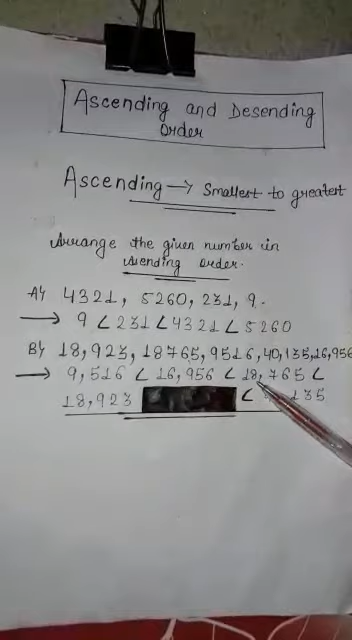 Ascending and Desending
Order
Ascending → Smallest to greatest
Arrange the given number in
Asending order.
A) 4321, 5260, 231, 9.
→ 9 < 231 < 4321 < 5260
B) 18,923, 18765, 9516, 40,135, 16,956
→ 9,516 < 16,956 < 18,765 <
18,923 <